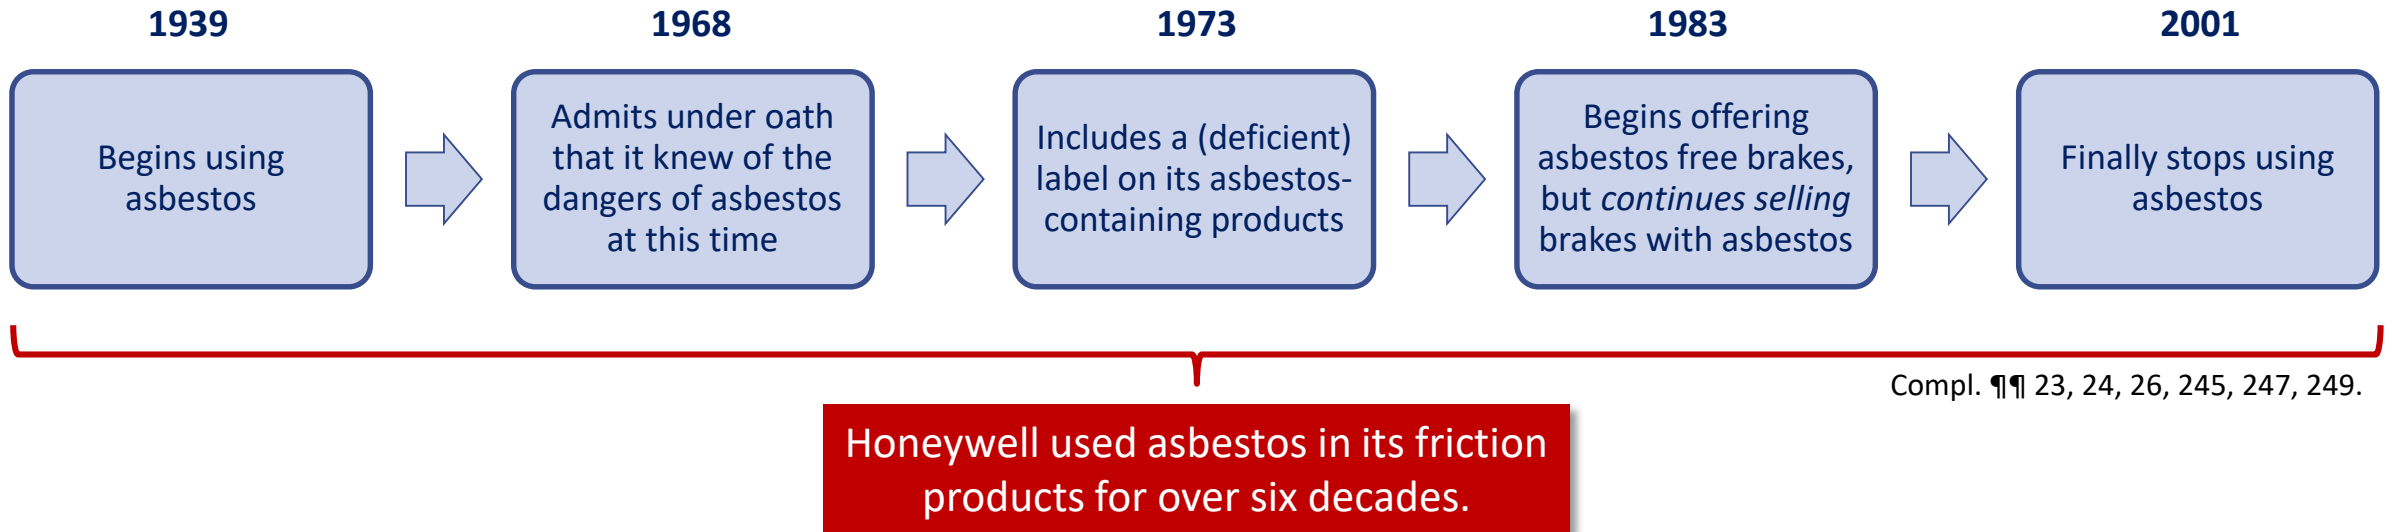 1939
Begins using
asbestos
1968
Admits under oath
that it knew of the
dangers of asbestos
at this time
1973
Includes a (deficient)
label on its asbestos-
containing products
1983
Begins offering
asbestos free brakes,
but continues selling
brakes with asbestos
2001
Finally stops using
asbestos
Compl. ¶¶ 23, 24, 26, 245, 247, 249.
Honeywell used asbestos in its friction
products for over six decades.